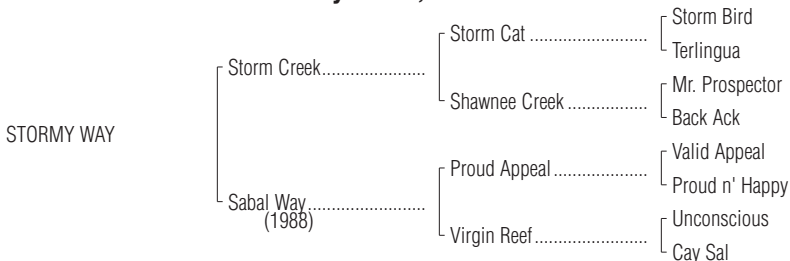 Storm Bird
Storm Cat ..........................
Terlingua
Storm Creek......................
Mr. Prospector
Shawnee Creek ..................
Back Ack
STORMY WAY
Valid Appeal
Proud Appeal.....................
Proud n' Happy
Sabal Way.........................
(1988)
Unconscious
Virgin Reef.........................
Cay Sal